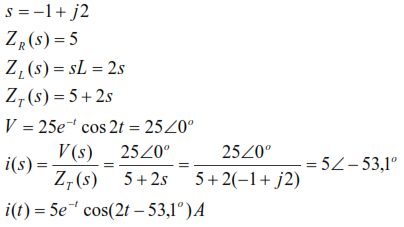 s = −1 + j2
Z_R(s) = 5
Z_L(s) = sL = 2s
Z_T(s) = 5 + 2s
V = 25e^{−t} cos 2t = 25∠0°
i(s) = V(s)/Z_T(s) = 25∠0°/(5 + 2s) = 25∠0°/(5 + 2(−1 + j2)) = 5∠−53,1°
i(t) = 5e^{−t} cos(2t − 53,1°)A